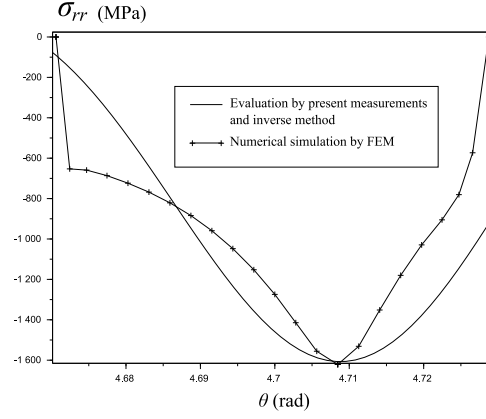 σrr (MPa)
0
-200
-400
-600
-800
-1 000
-1 200
-1 400
-1 600
Evaluation by present measurements
and inverse method
Numerical simulation by FEM
4.68
4.69
4.7
4.71
4.72
θ (rad)